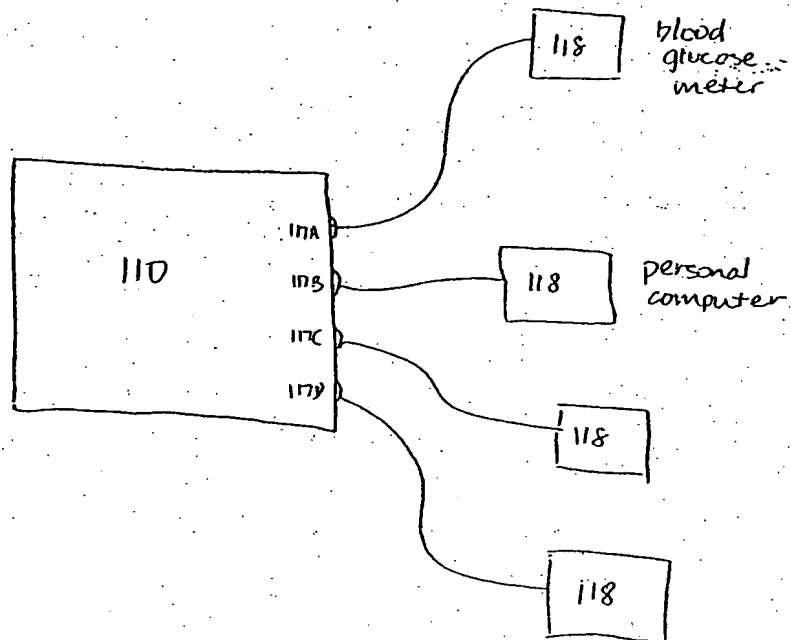 118
blood
glucose
meter
117A
110
117B
118
personal
computer
117C
117D
118
118